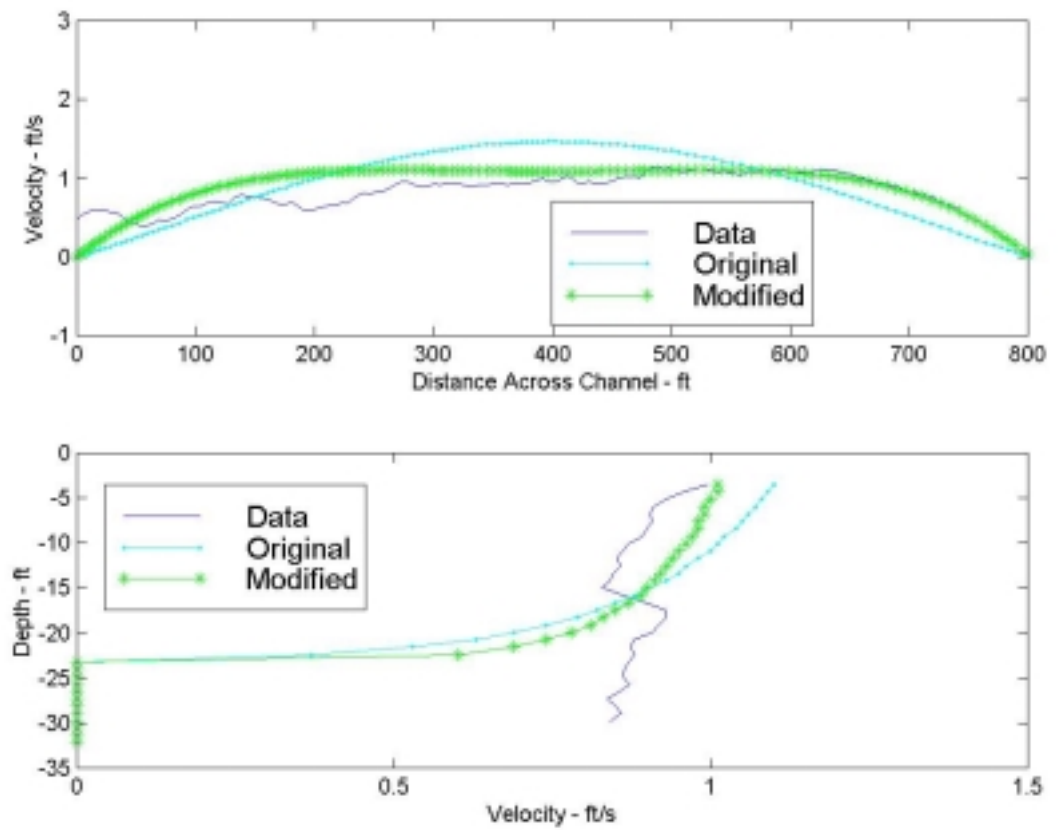 3
2
1
0
-1
Velocity - ft/s
Data
Original
Modified
0 100 200 300 400 500 600 700 800
Distance Across Channel - ft
0
-5
-10
-15
-20
-25
-30
-35
Depth - ft
Data
Original
Modified
0 0.5 1 1.5
Velocity - ft/s